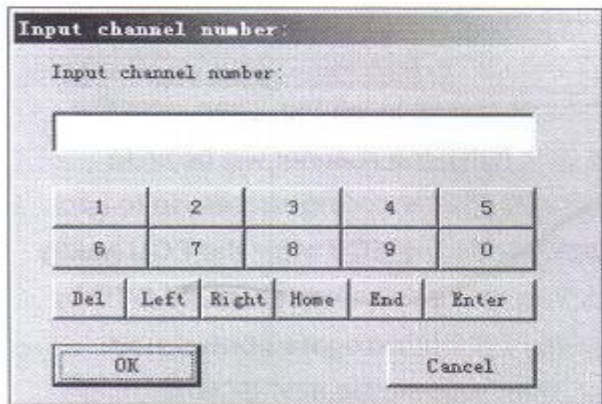 Input channel number:
Input channel number:
1 2 3 4 5
6 7 8 9 0
Del Left Right Home End Enter
OK Cancel